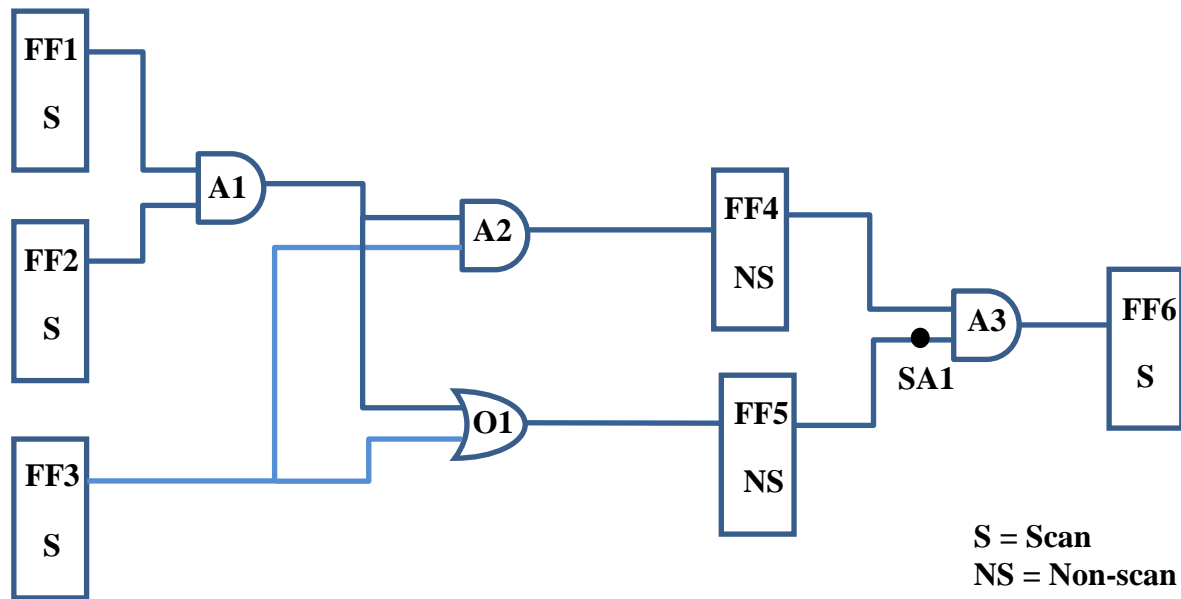 FF1
S
A1
FF2
S
FF3
S
A2
O1
FF4
NS
FF5
NS
SA1
A3
FF6
S
S = Scan
NS = Non-scan